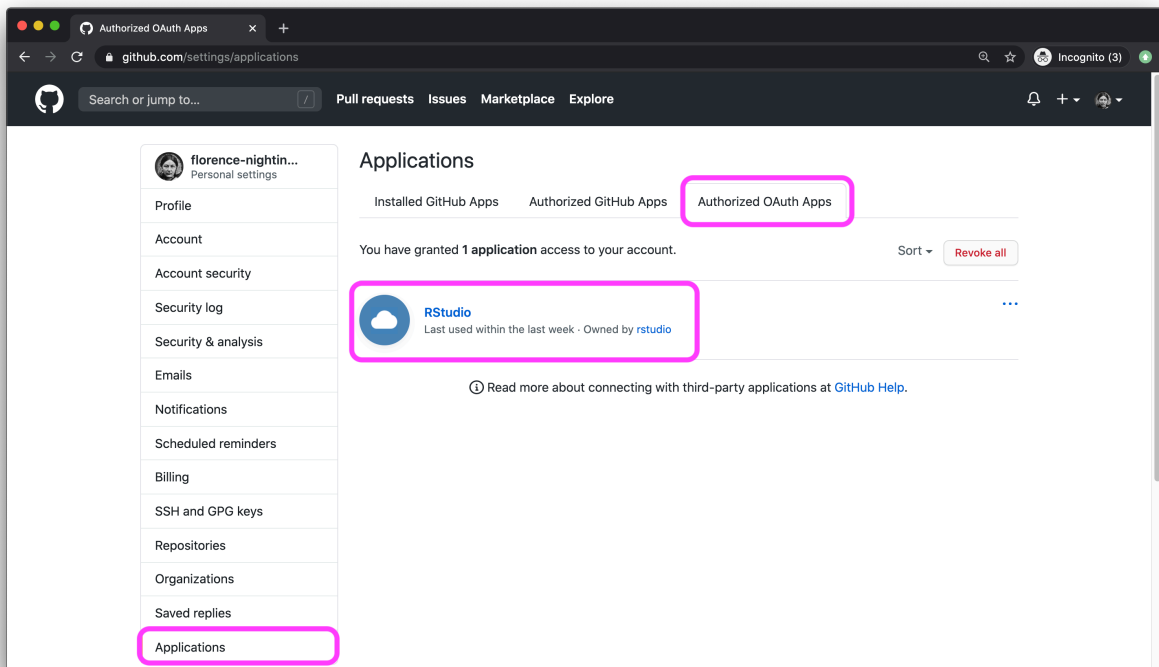 Authorized OAuth Apps
github.com/settings/applications
Incognito (3)
Search or jump to... /
Pull requests Issues Marketplace Explore
florence-nightin...
Personal settings
Profile
Account
Account security
Security log
Security & analysis
Emails
Notifications
Scheduled reminders
Billing
SSH and GPG keys
Repositories
Organizations
Saved replies
Applications
Applications
Installed GitHub Apps Authorized GitHub Apps Authorized OAuth Apps
You have granted 1 application access to your account.
Sort Revoke all
RStudio
Last used within the last week · Owned by rstudio
Read more about connecting with third-party applications at GitHub Help.